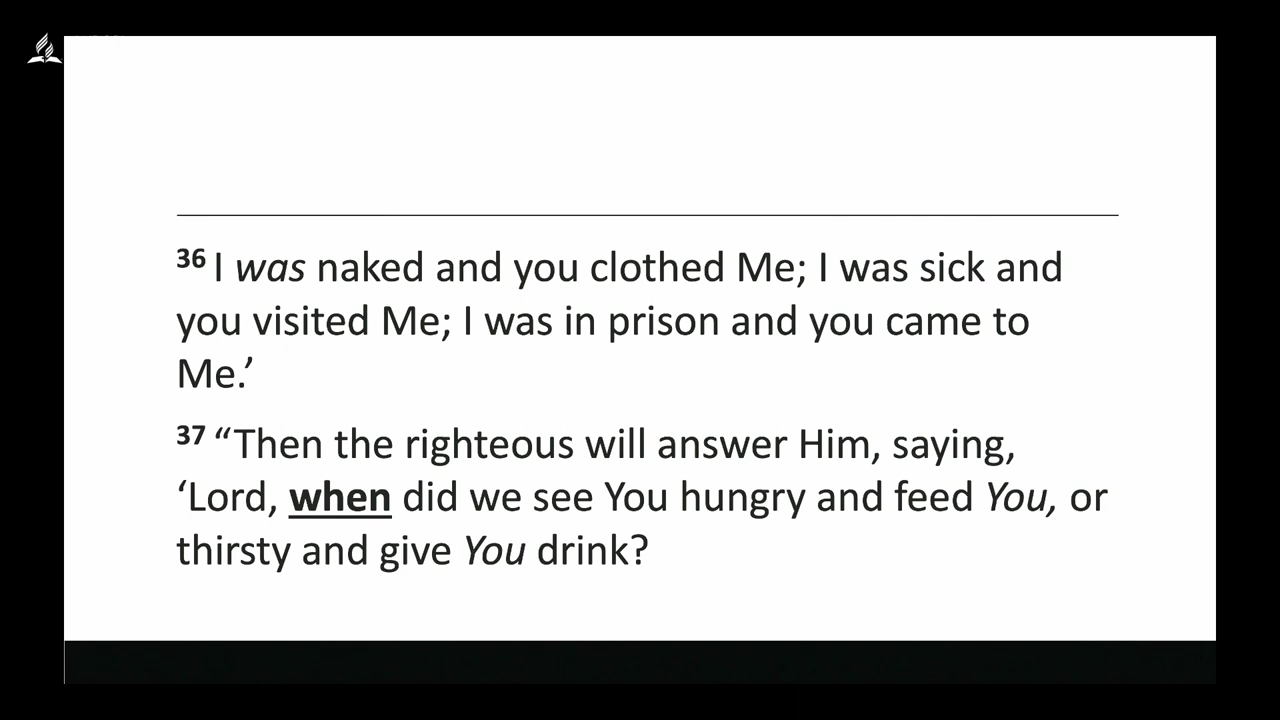 36 I was naked and you clothed Me; I was sick and
you visited Me; I was in prison and you came to
Me.’
37 “Then the righteous will answer Him, saying,
‘Lord, when did we see You hungry and feed You, or
thirsty and give You drink?